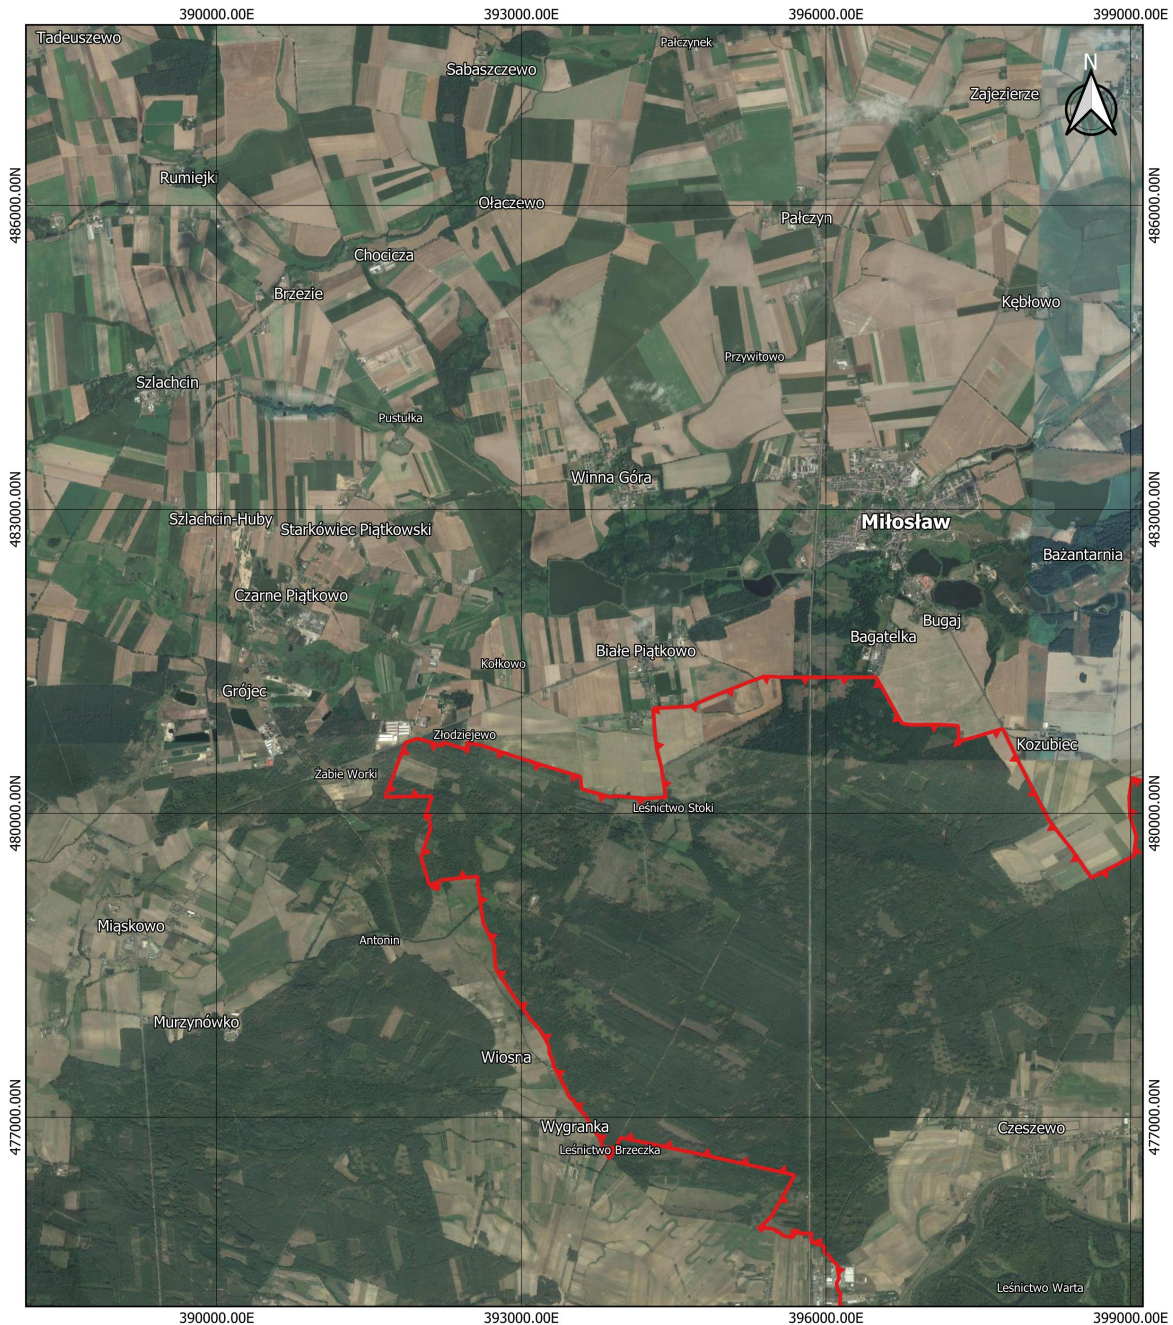 390000.00E 393000.00E 396000.00E 399000.00E
Tadeuszewo
Pałczynek
Sabaszczewo
N
Zajezierze
Rumiejki
486000.00N
486000.00N
Olaczewo
Pałczyn
Chocicza
Brzezie
Kębłowo
Przywitowo
Szlachcin
Pustułka
Winna Góra
483000.00N
483000.00N
Szlachcin-Huby
Starkówiec Piątkowski
Miłosław
Bażantarnia
Czarne Piątkowo
Bugaj
Bagatelka
Białe Piątkowo
Kołkowo
Grójec
Złodziejewo
Kozubiec
Żabie Worki
480000.00N
480000.00N
Leśnictwo Stoki
Miąskowo
Antonin
Murzynówko
Wiosna
477000.00N
477000.00N
Wygranka
Czeszewo
Leśnictwo Brzeczka
Leśnictwo Warta
390000.00E 393000.00E 396000.00E 399000.00E